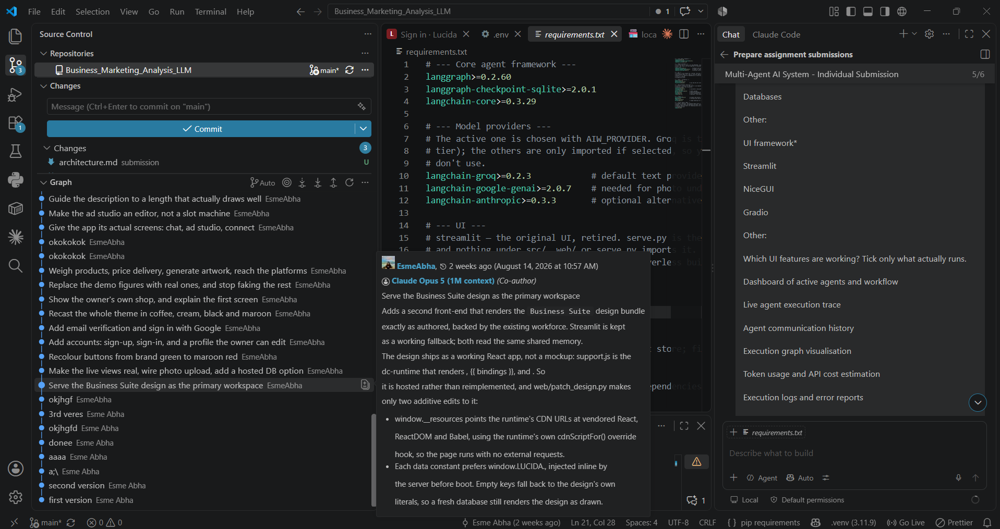 File Edit Selection View Go Run Terminal Help
Business_Marketing_Analysis_LLM
1
Source Control
Repositories
Business_Marketing_Analysis_LLM
main*
Changes
Message (Ctrl+Enter to commit on "main")
Commit
Changes
3
architecture.md submission
U
Graph
Auto
Guide the description to a length that actually draws well EsmeAbha
Make the ad studio an editor, not a slot machine EsmeAbha
Give the app its actual screens: chat, ad studio, connect EsmeAbha
okokokok EsmeAbha
okokokok EsmeAbha
Weigh products, price delivery, generate artwork, reach the platforms EsmeAbha
Replace the demo figures with real ones, and stop faking the rest EsmeAbha
Show the owner's own shop, and explain the first screen EsmeAbha
Recast the whole theme in coffee, cream, black and maroon EsmeAbha
Add email verification and sign in with Google EsmeAbha
Add accounts: sign-up, sign-in, and a profile the owner can edit EsmeAbha
Recolour buttons from brand green to maroon red EsmeAbha
Make the live views real, wire photo upload, add a hosted DB option EsmeAbha
Serve the Business Suite design as the primary workspace EsmeAbha
okjhgf EsmeAbha
3rd veres Esme Abha
okjhgfd Esme Abha
donee Esme Abha
aaaa Esme Abha
a;\ Esme Abha
second version Esme Abha
first version Esme Abha
3
1
L Sign in · Lucida
.env
requirements.txt
loca
requirements.txt
1 # --- Core agent framework ---
2 langgraph>=0.2.60
3 langgraph-checkpoint-sqlite>=2.0.1
4 langchain-core>=0.3.29
5
6 # --- Model providers ---
7 # The active one is chosen with AIW_PROVIDER. Groq is t
8 # tier); the others are only imported if selected, so y
9 # don't use.
10 langchain-groq>=0.2.3 # default text provide
11 langchain-google-genai>=2.0.7 # needed for photo und
12 langchain-anthropic>=0.3.3 # optional alternative
13
14 # --- UI ---
15 # streamlit — the original UI, retired. serve.py is the
16 # and nothing under src/, web/ or serve.py imports it.
erless bui
store; fi
pendencies
EsmeAbha, 2 weeks ago (August 14, 2026 at 10:57 AM)
Claude Opus 5 (1M context) (Co-author)
Serve the Business Suite design as the primary workspace
Adds a second front-end that renders the Business Suite design bundle
exactly as authored, backed by the existing workforce. Streamlit is kept
as a working fallback; both read the same shared memory.
The design ships as a working React app, not a mockup: support.js is the
dc-runtime that renders , {{ bindings }}, and . So
it is hosted rather than reimplemented, and web/patch_design.py makes
only two additive edits to it:
• window.__resources points the runtime's CDN URLs at vendored React,
ReactDOM and Babel, using the runtime's own cdnScriptFor() override
hook, so the page runs with no external requests.
• Each data constant prefers window.LUCIDA., injected inline by
the server before boot. Empty keys fall back to the design's own
literals, so a fresh database still renders the design as drawn.
1
Chat Claude Code
Prepare assignment submissions
Multi-Agent AI System - Individual Submission 5/6
Databases
Other:
UI framework*
Streamlit
NiceGUI
Gradio
Other:
Which UI features are working? Tick only what actually runs.
Dashboard of active agents and workflow
Live agent execution trace
Agent communication history
Execution graph visualisation
Token usage and API cost estimation
Execution logs and error reports
requirements.txt
Describe what to build
Agent Auto
Local Default permissions
main* 0 0
Esme Abha (2 weeks ago) Ln 21, Col 28 Spaces: 4 UTF-8 CRLF { } pip requirements .venv (3.11.9) Go Live Prettier